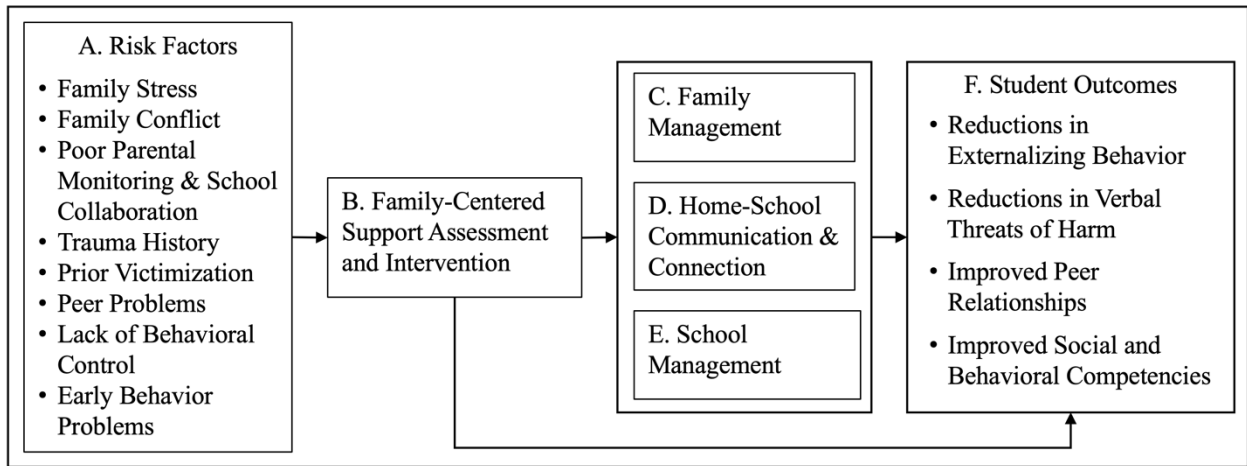 A. Risk Factors
• Family Stress
• Family Conflict
• Poor Parental
Monitoring & School
Collaboration
• Trauma History
• Prior Victimization
• Peer Problems
• Lack of Behavioral
Control
• Early Behavior
Problems
B. Family-Centered
Support Assessment
and Intervention
C. Family
Management
D. Home-School
Communication &
Connection
E. School
Management
F. Student Outcomes
• Reductions in
Externalizing Behavior
• Reductions in Verbal
Threats of Harm
• Improved Peer
Relationships
• Improved Social and
Behavioral Competencies